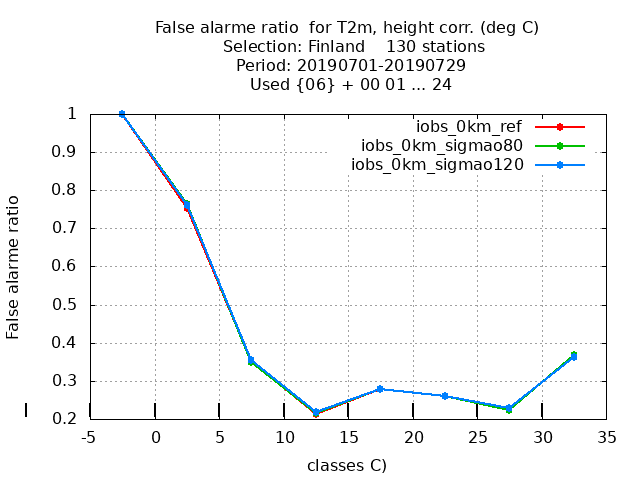 False alarme ratio  for T2m, height corr. (deg C)
Selection: Finland    130 stations
Period: 20190701-20190729
Used {06} + 00 01 ... 24
iobs_0km_ref
iobs_0km_sigmao80
iobs_0km_sigmao120
False alarme ratio
1
0.9
0.8
0.7
0.6
0.5
0.4
0.3
0.2
-5 0 5 10 15 20 25 30 35
classes C)